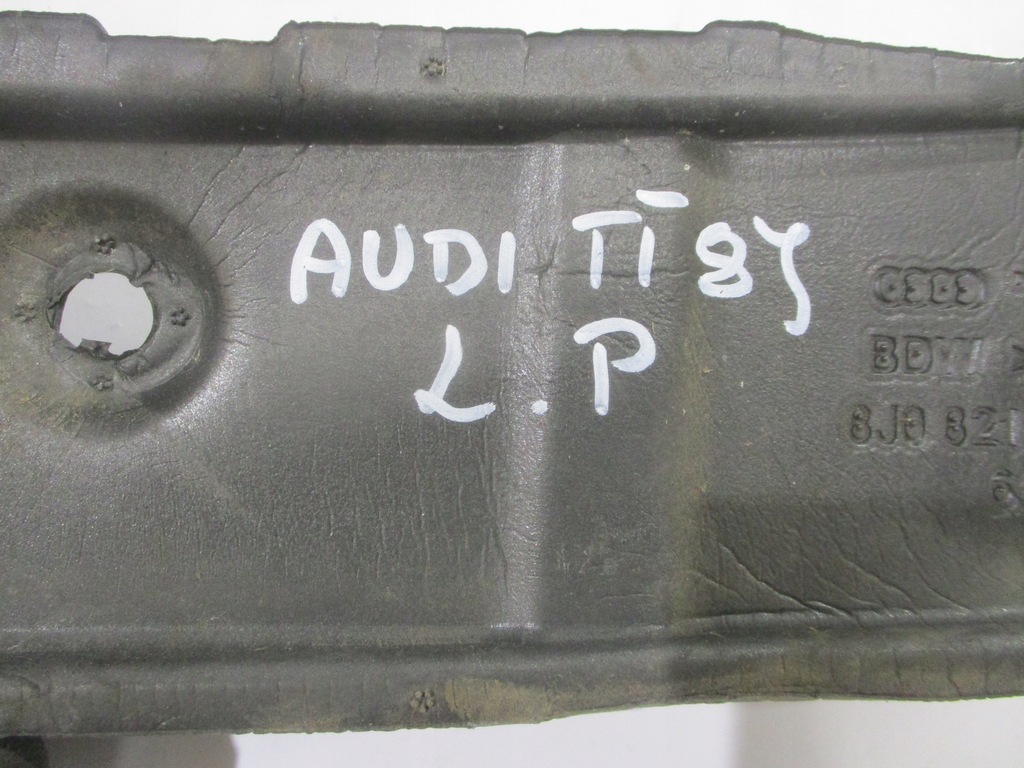 AUDI TT 8J
L.P
BDW
8J0 821